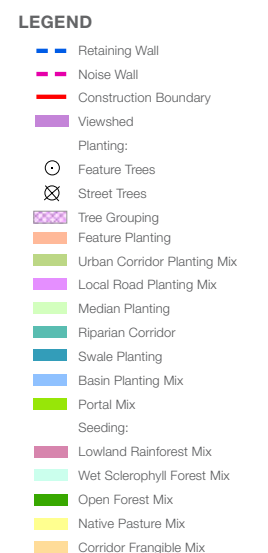 LEGEND
Retaining Wall
Noise Wall
Construction Boundary
Viewshed
Planting:
Feature Trees
Street Trees
Tree Grouping
Feature Planting
Urban Corridor Planting Mix
Local Road Planting Mix
Median Planting
Riparian Corridor
Swale Planting
Basin Planting Mix
Portal Mix
Seeding:
Lowland Rainforest Mix
Wet Sclerophyll Forest Mix
Open Forest Mix
Native Pasture Mix
Corridor Frangible Mix